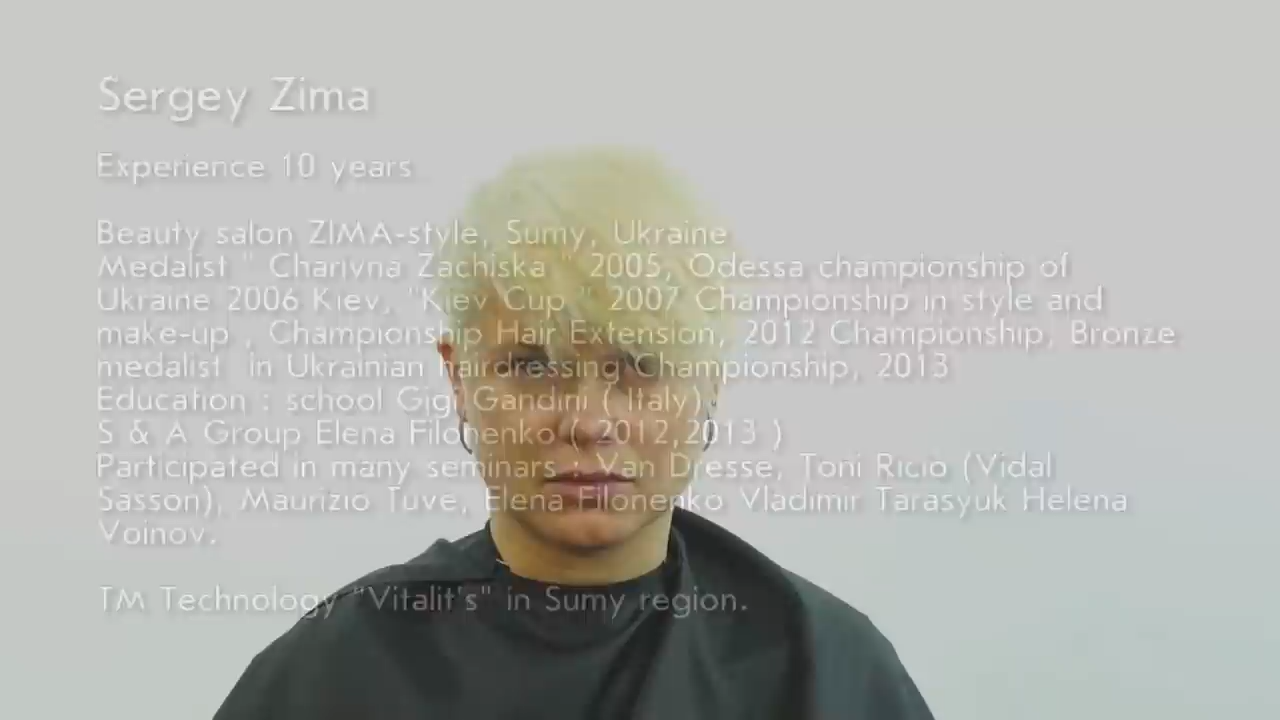 Sergey Zima
Experience 10 years
Beauty salon ZIMA-style, Sumy, Ukraine
Medalist " Charivna Zachiska " 2005, Odessa championship of
Ukraine 2006 Kiev, "Kiev Cup " 2007 Championship in style and
make-up , Championship Hair Extension, 2012 Championship, Bronze
medalist in Ukrainian Hairdressing Championship, 2013
Education : school Gigi Gandini ( Italy)
S & A Group Elena Filonenko ( 2012,2013 )
Participated in many seminars : Van Dresse, Toni Ricio (Vidal
Sasson), Maurizio Tuve, Elena Filonenko Vladimir Tarasyuk Helena
Voinov.
TM Technology "Vitalit's" in Sumy region.